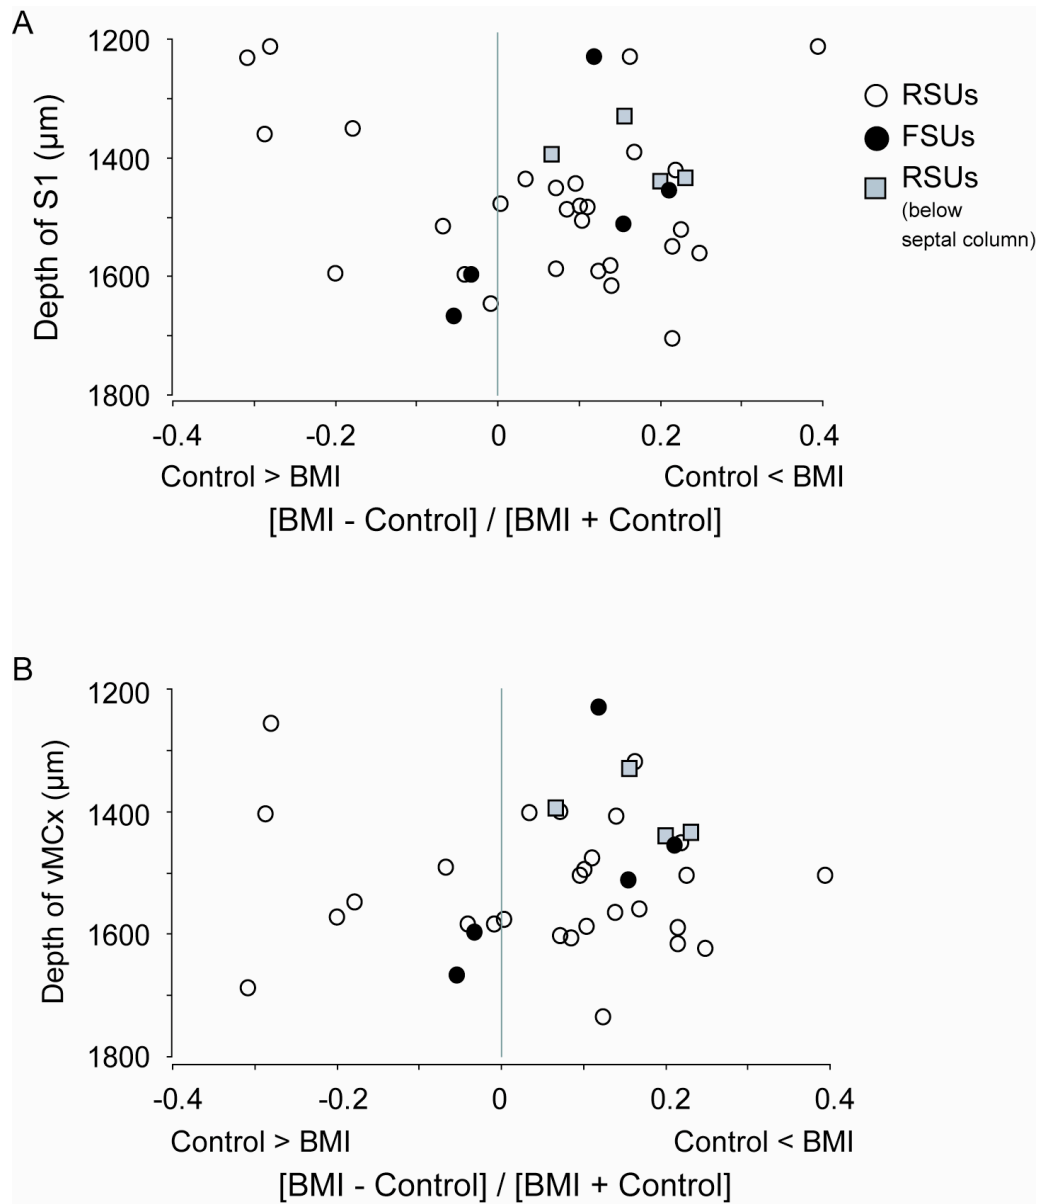 A
1200
1400
1600
1800
Depth of S1 (μm)
-0.4 -0.2 0 0.2 0.4
Control > BMI Control < BMI
[BMI - Control] / [BMI + Control]
RSUs
FSUs
RSUs
(below
septal column)
B
1200
1400
1600
1800
Depth of vMCx (μm)
-0.4 -0.2 0 0.2 0.4
Control > BMI Control < BMI
[BMI - Control] / [BMI + Control]